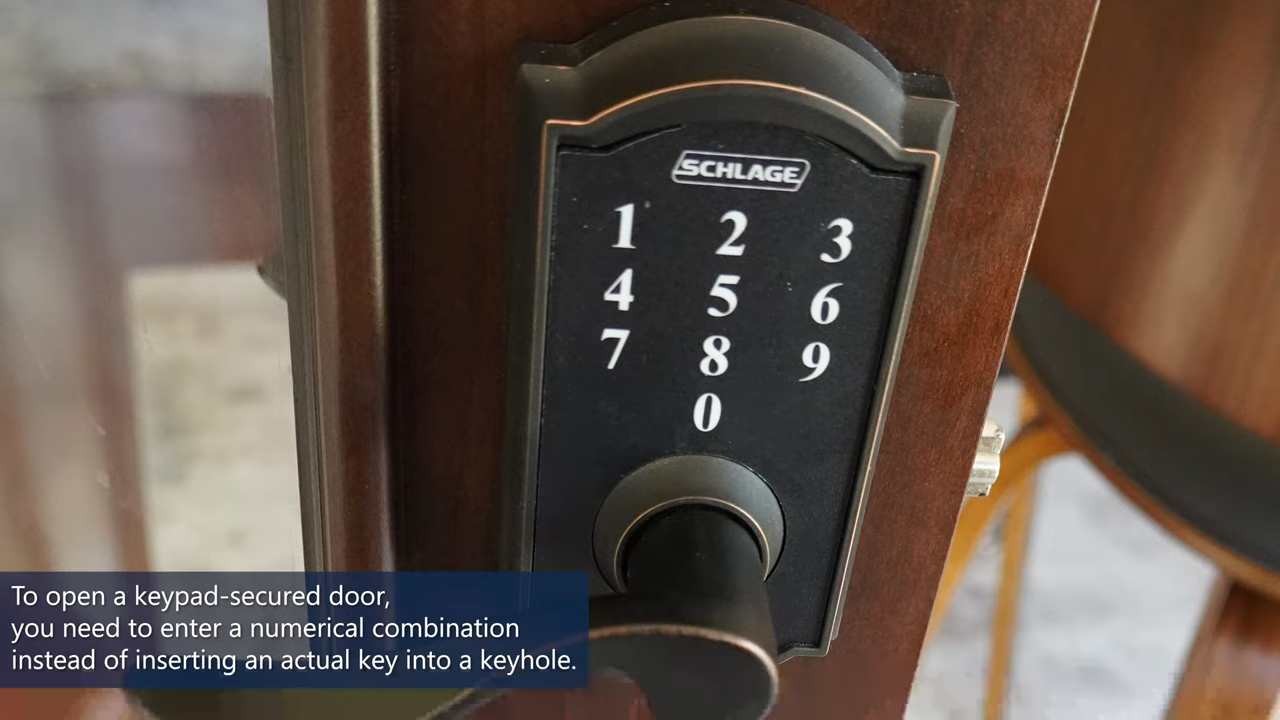 SCHLAGE
1 2 3
4 5 6
7 8 9
0
To open a keypad-secured door,
you need to enter a numerical combination
instead of inserting an actual key into a keyhole.